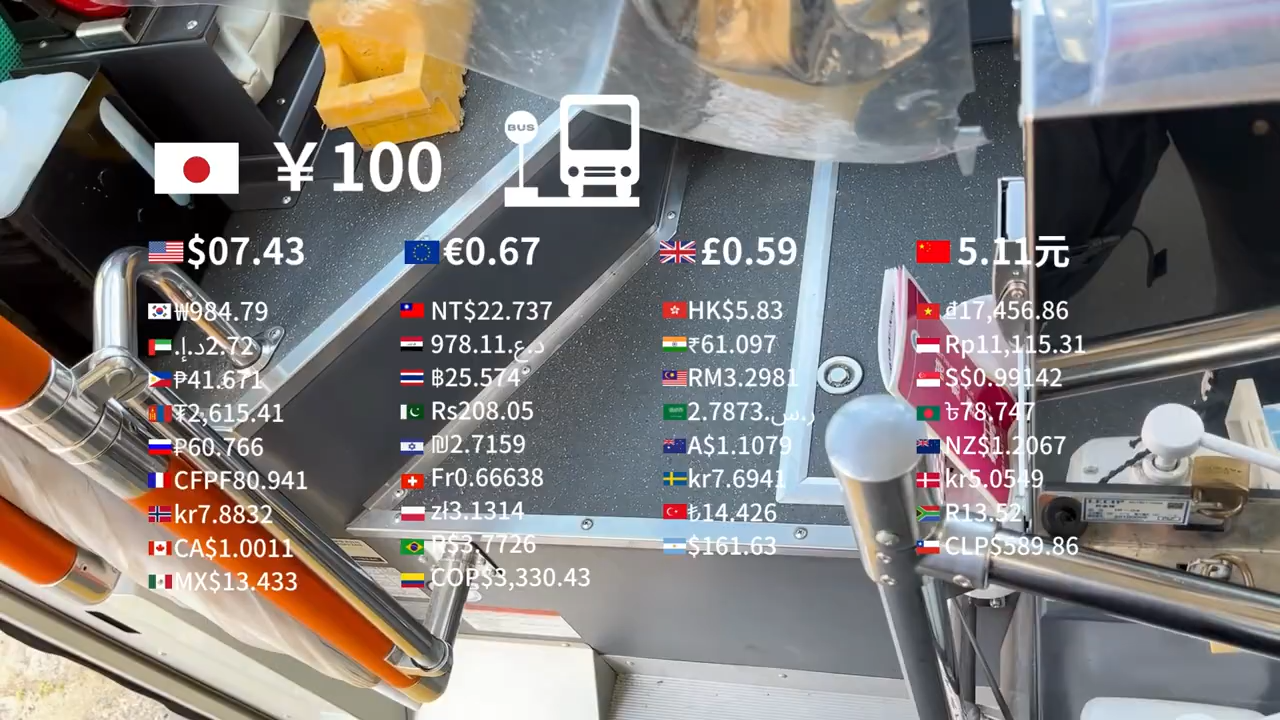 ¥100
BUS
$07.43 €0.67 £0.59 5.11元
₩984.79 NT$22.737 HK$5.83 ₫17,456.86
د.إ.2.72 978.11ع.د ₹61.097 Rp11,115.31
₱41.671 ฿25.574 RM3.2981 S$0.99142
₮2,615.41 Rs208.05 2.7873ر.س. ৳78.747
₽60.766 ₪2.7159 A$1.1079 NZ$1.2067
CFPF80.941 Fr0.66638 kr7.6941 kr5.0549
kr7.8832 zł3.1314 ₺14.426 R13.52
CA$1.0011 R$3.7726 $161.63 CLP$589.86
MX$13.433 COP$3,330.43